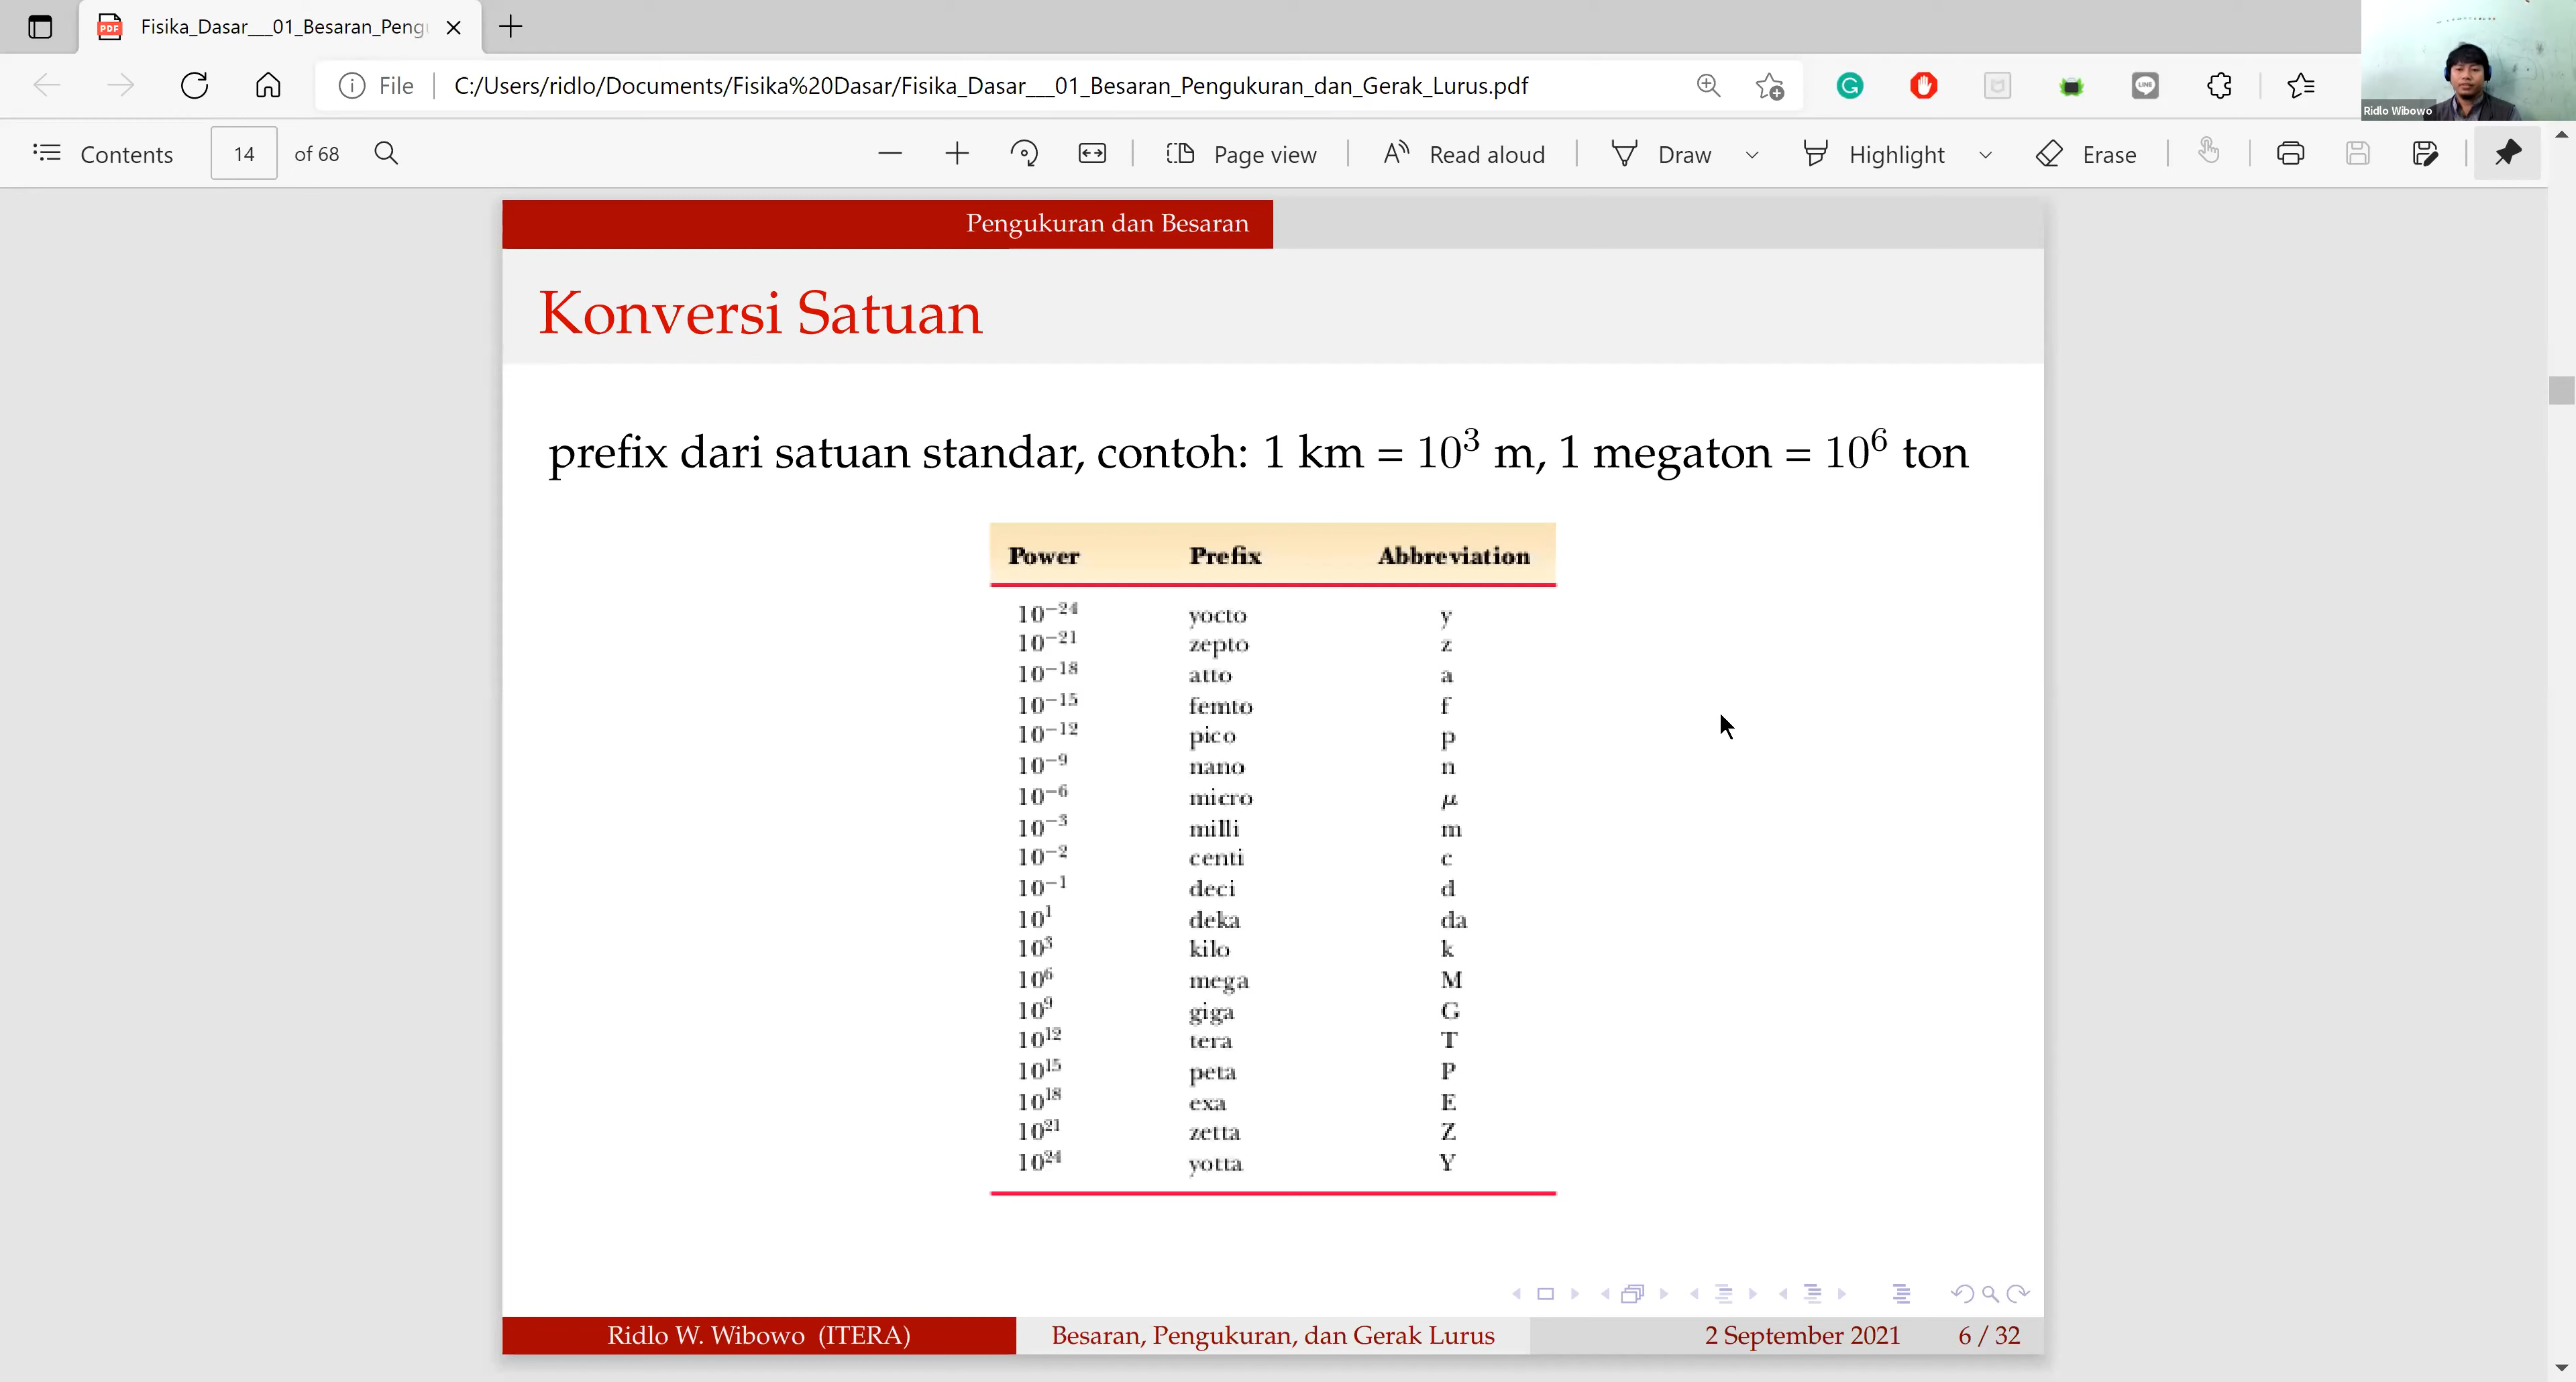 Fisika_Dasar___01_Besaran_Peng
File C:/Users/ridlo/Documents/Fisika%20Dasar/Fisika_Dasar___01_Besaran_Pengukuran_dan_Gerak_Lurus.pdf
Ridlo Wibowo
Contents 14 of 68 Page view Read aloud Draw Highlight Erase
Pengukuran dan Besaran
Konversi Satuan
prefix dari satuan standar, contoh: 1 km = 10³ m, 1 megaton = 10⁶ ton
Power Prefix Abbreviation
10⁻²⁴ yocto y
10⁻²¹ zepto z
10⁻¹⁸ atto a
10⁻¹⁵ femto f
10⁻¹² pico p
10⁻⁹ nano n
10⁻⁶ micro μ
10⁻³ milli m
10⁻² centi c
10⁻¹ deci d
10¹ deka da
10³ kilo k
10⁶ mega M
10⁹ giga G
10¹² tera T
10¹⁵ peta P
10¹⁸ exa E
10²¹ zetta Z
10²⁴ yotta Y
Ridlo W. Wibowo (ITERA) Besaran, Pengukuran, dan Gerak Lurus 2 September 2021 6 / 32